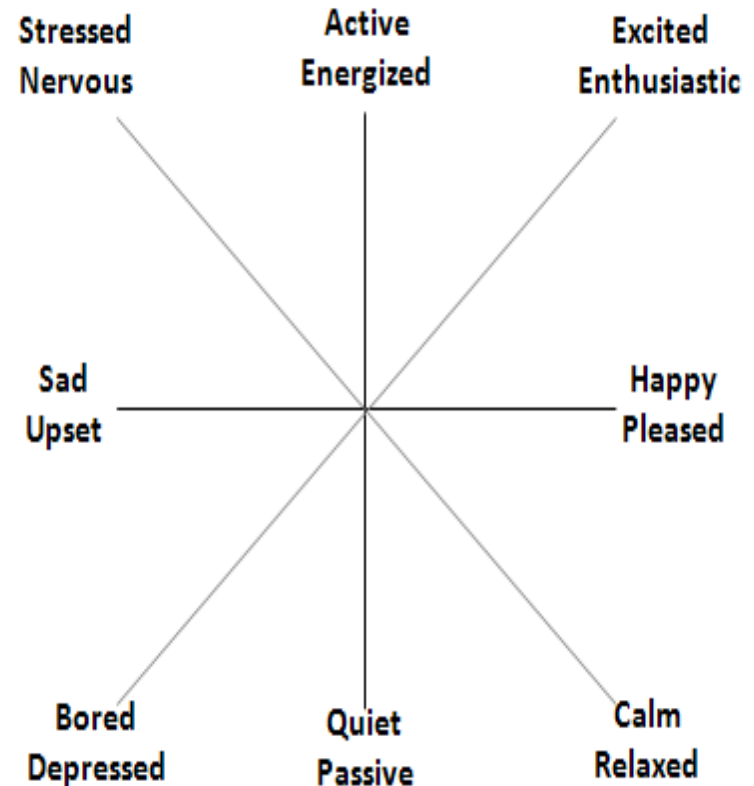 Stressed
Nervous
Active
Energized
Excited
Enthusiastic
Sad
Upset
Happy
Pleased
Bored
Depressed
Quiet
Passive
Calm
Relaxed